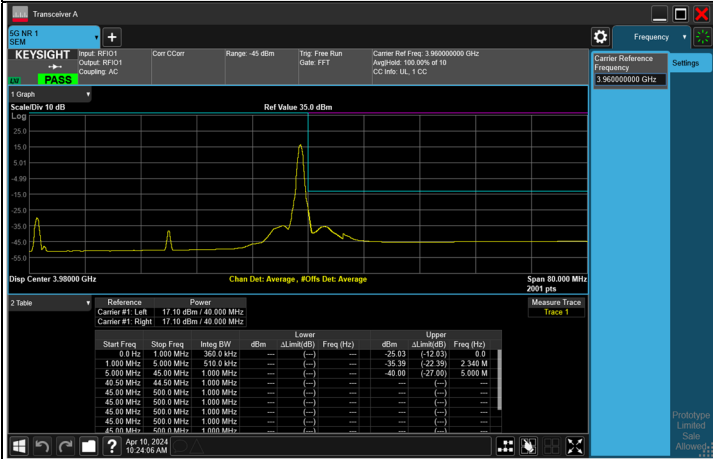 Transceiver A
5G NR 1
SEM
+
Frequency
KEYSIGHT
Input: RFIO1
Output: RFIO1
Coupling: AC
Corr CCorr
Range: -45 dBm
Trig: Free Run
Gate: FFT
Carrier Ref Freq: 3.960000000 GHz
Avg|Hold: 100.00% of 10
CC Info: UL, 1 CC
PASS
Carrier Reference
Frequency
3.960000000 GHz
Settings
1 Graph
Scale/Div 10 dB
Ref Value 35.0 dBm
Log
25.0
15.0
5.01
-4.99
-15.0
-25.0
-35.0
-45.0
-55.0
Disp Center 3.98000 GHz
Chan Det: Average , #Offs Det: Average
Span 80.000 MHz
2001 pts
2 Table
Reference Power
Carrier #1: Left 17.10 dBm / 40.000 MHz
Carrier #1: Right 17.10 dBm / 40.000 MHz
Measure Trace
Trace 1
Lower Upper
Start Freq Stop Freq Integ BW dBm ΔLimit(dB) Freq (Hz) dBm ΔLimit(dB) Freq (Hz)
0.0 Hz 1.000 MHz 360.0 kHz --- (---) --- -25.03 (-12.03) 0.0
1.000 MHz 5.000 MHz 510.0 kHz --- (---) --- -35.39 (-22.39) 2.340 M
5.000 MHz 45.00 MHz 1.000 MHz --- (---) --- -40.00 (-27.00) 5.000 M
40.50 MHz 44.50 MHz 1.000 MHz --- (---) --- --- (---) ---
45.00 MHz 500.0 MHz 1.000 MHz --- (---) --- --- (---) ---
45.00 MHz 500.0 MHz 1.000 MHz --- (---) --- --- (---) ---
45.00 MHz 500.0 MHz 1.000 MHz --- (---) --- --- (---) ---
45.00 MHz 500.0 MHz 1.000 MHz --- (---) --- --- (---) ---
45.00 MHz 500.0 MHz 1.000 MHz --- (---) --- --- (---) ---
Prototype
Limited
Sale
Allowed
?
Apr 10, 2024
10:24:06 AM